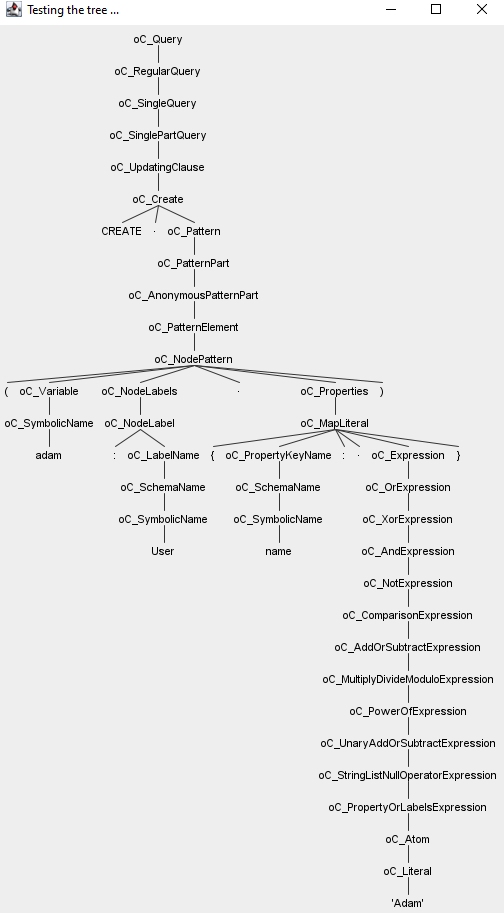 Testing the tree ...
oC_Query
oC_RegularQuery
oC_SingleQuery
oC_SinglePartQuery
oC_UpdatingClause
oC_Create
CREATE · oC_Pattern
oC_PatternPart
oC_AnonymousPatternPart
oC_PatternElement
oC_NodePattern
( oC_Variable oC_NodeLabels · oC_Properties )
oC_SymbolicName oC_NodeLabel oC_MapLiteral
adam : oC_LabelName { oC_PropertyKeyName : · oC_Expression }
oC_SchemaName oC_SchemaName oC_OrExpression
oC_SymbolicName oC_SymbolicName oC_XorExpression
User name oC_AndExpression
oC_NotExpression
oC_ComparisonExpression
oC_AddOrSubtractExpression
oC_MultiplyDivideModuloExpression
oC_PowerOfExpression
oC_UnaryAddOrSubtractExpression
oC_StringListNullOperatorExpression
oC_PropertyOrLabelsExpression
oC_Atom
oC_Literal
'Adam'